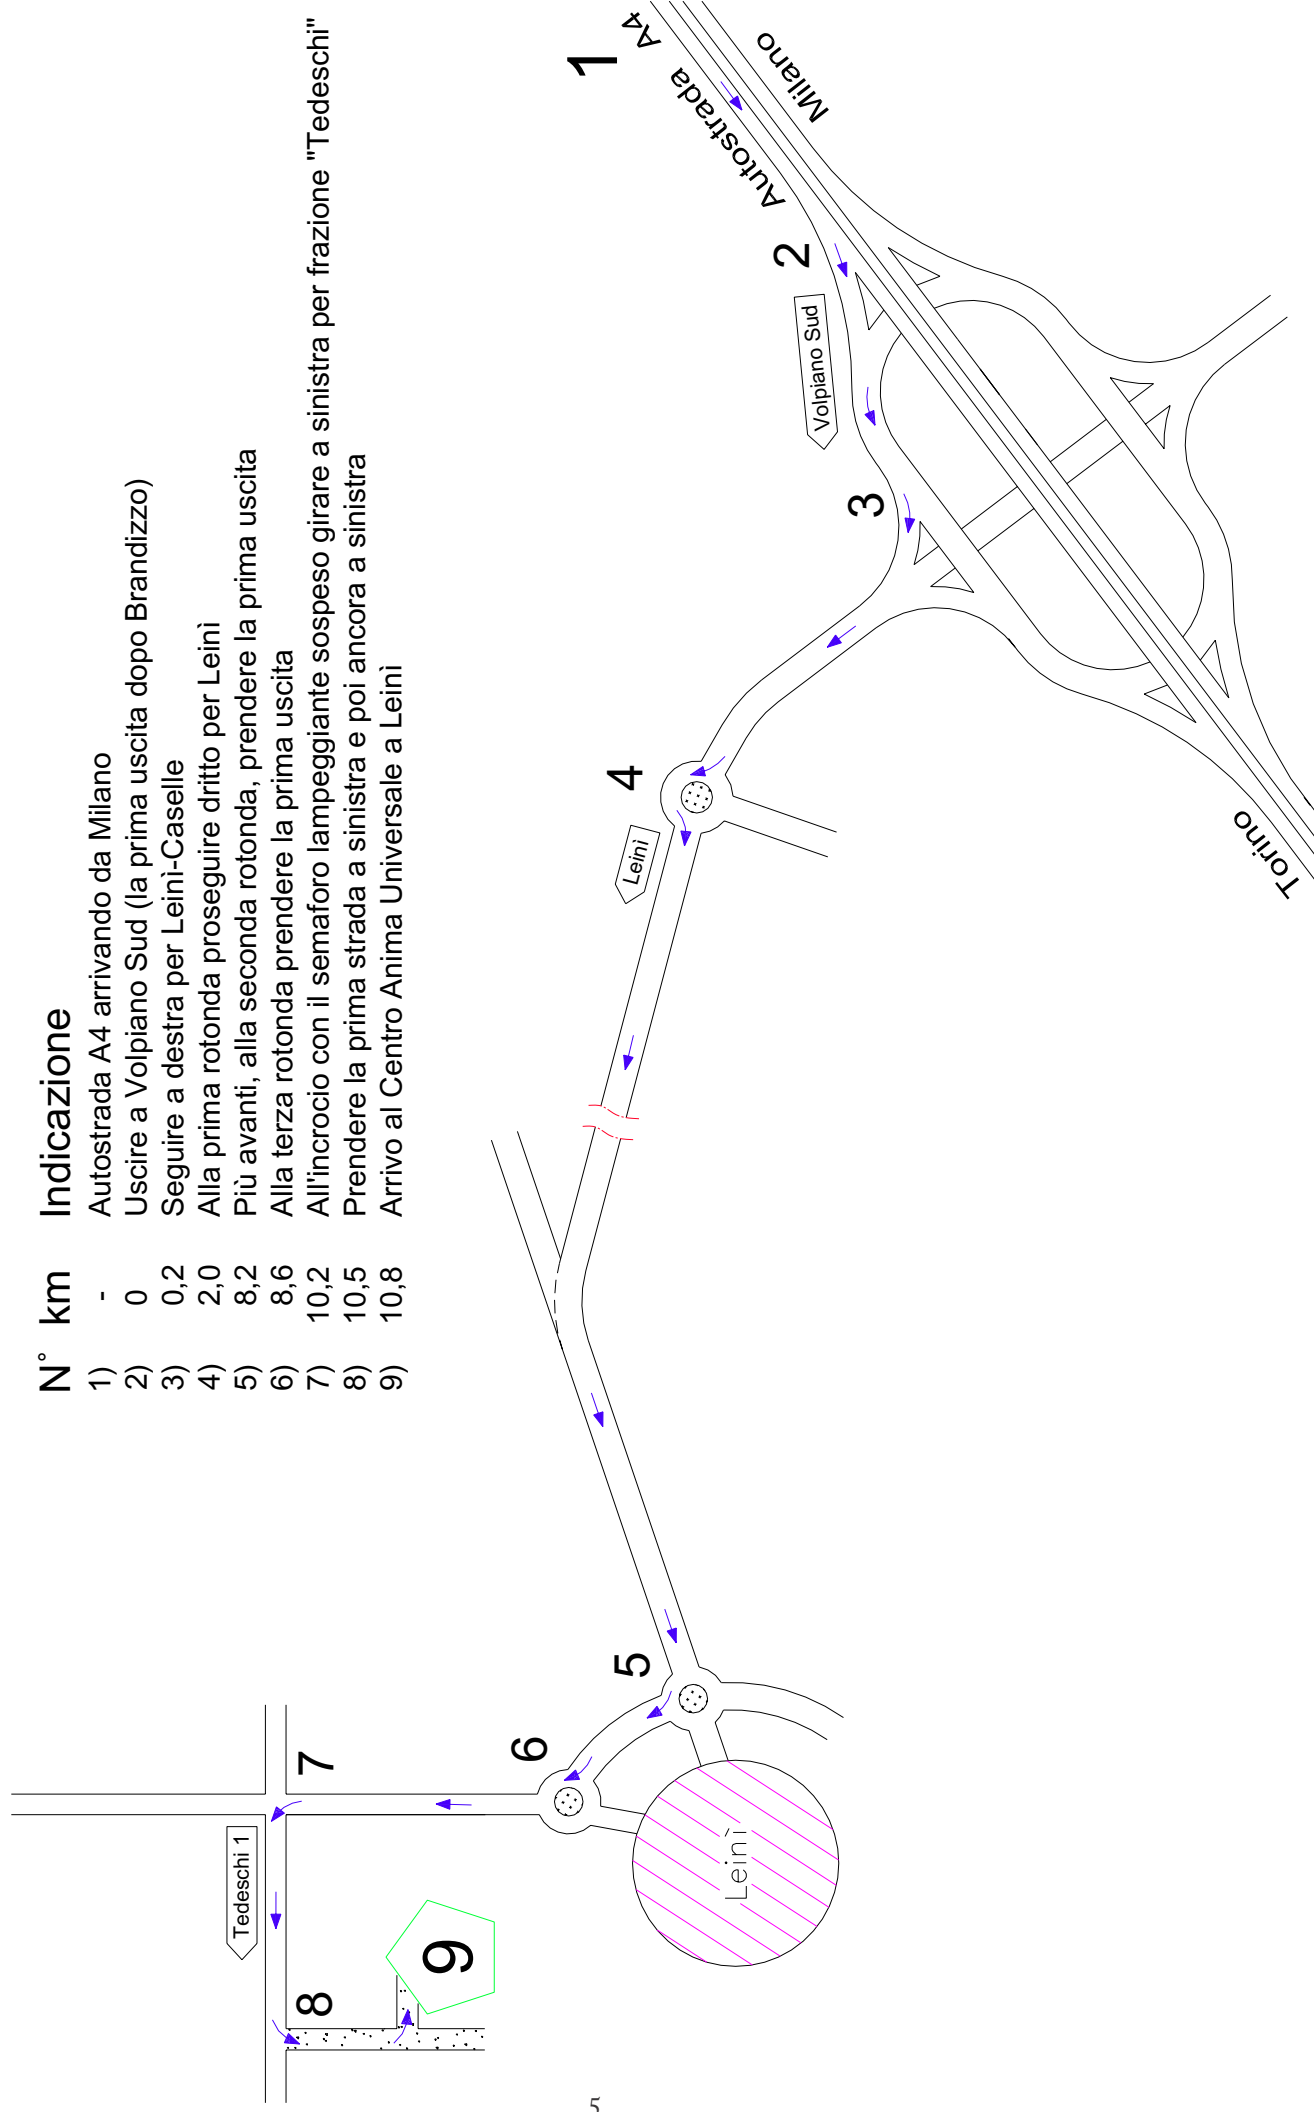 N° km Indicazione
1) - Autostrada A4 arrivando da Milano
2) 0 Uscire a Volpiano Sud (la prima uscita dopo Brandizzo)
3) 0,2 Seguire a destra per Leinì-Caselle
4) 2,0 Alla prima rotonda proseguire dritto per Leinì
5) 8,2 Più avanti, alla seconda rotonda, prendere la prima uscita
6) 8,6 Alla terza rotonda prendere la prima uscita
7) 10,2 All'incrocio con il semaforo lampeggiante sospeso girare a sinistra per frazione "Tedeschi"
8) 10,5 Prendere la prima strada a sinistra e poi ancora a sinistra
9) 10,8 Arrivo al Centro Anima Universale a Leinì
1
Autostrada A4
Milano
2
Volpiano Sud
3
Torino
4
Leinì
5
6
7
Tedeschi 1
8
9
Leinì
5